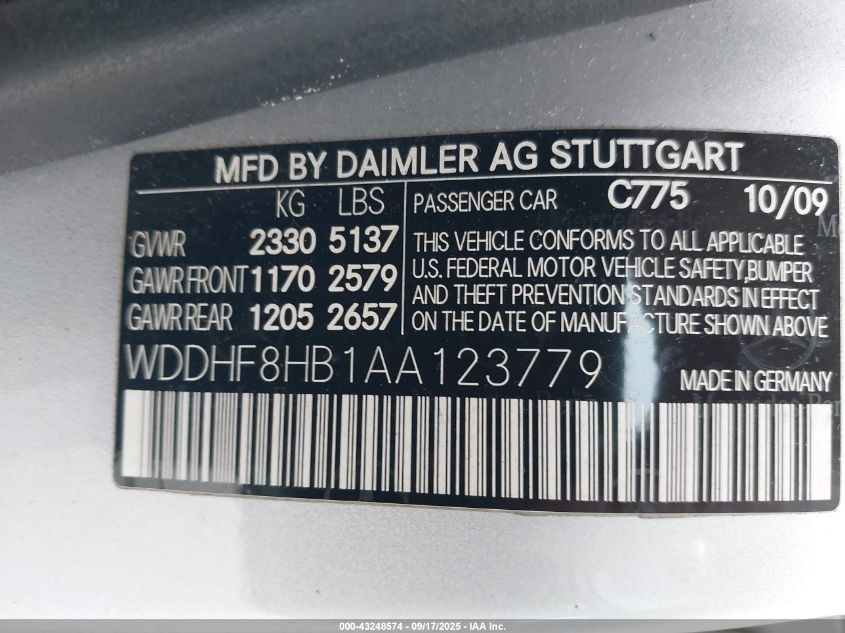 MFD BY DAIMLER AG STUTTGART
KG LBS PASSENGER CAR C775 10/09
GVWR 2330 5137 THIS VEHICLE CONFORMS TO ALL APPLICABLE
GAWR FRONT 1170 2579 U.S. FEDERAL MOTOR VEHICLE SAFETY,BUMPER
AND THEFT PREVENTION STANDARDS IN EFFECT
GAWR REAR 1205 2657 ON THE DATE OF MANUFACTURE SHOWN ABOVE
WDDHF8HB1AA123779 MADE IN GERMANY
000-43248574 - 09/17/2025 - IAA Inc.